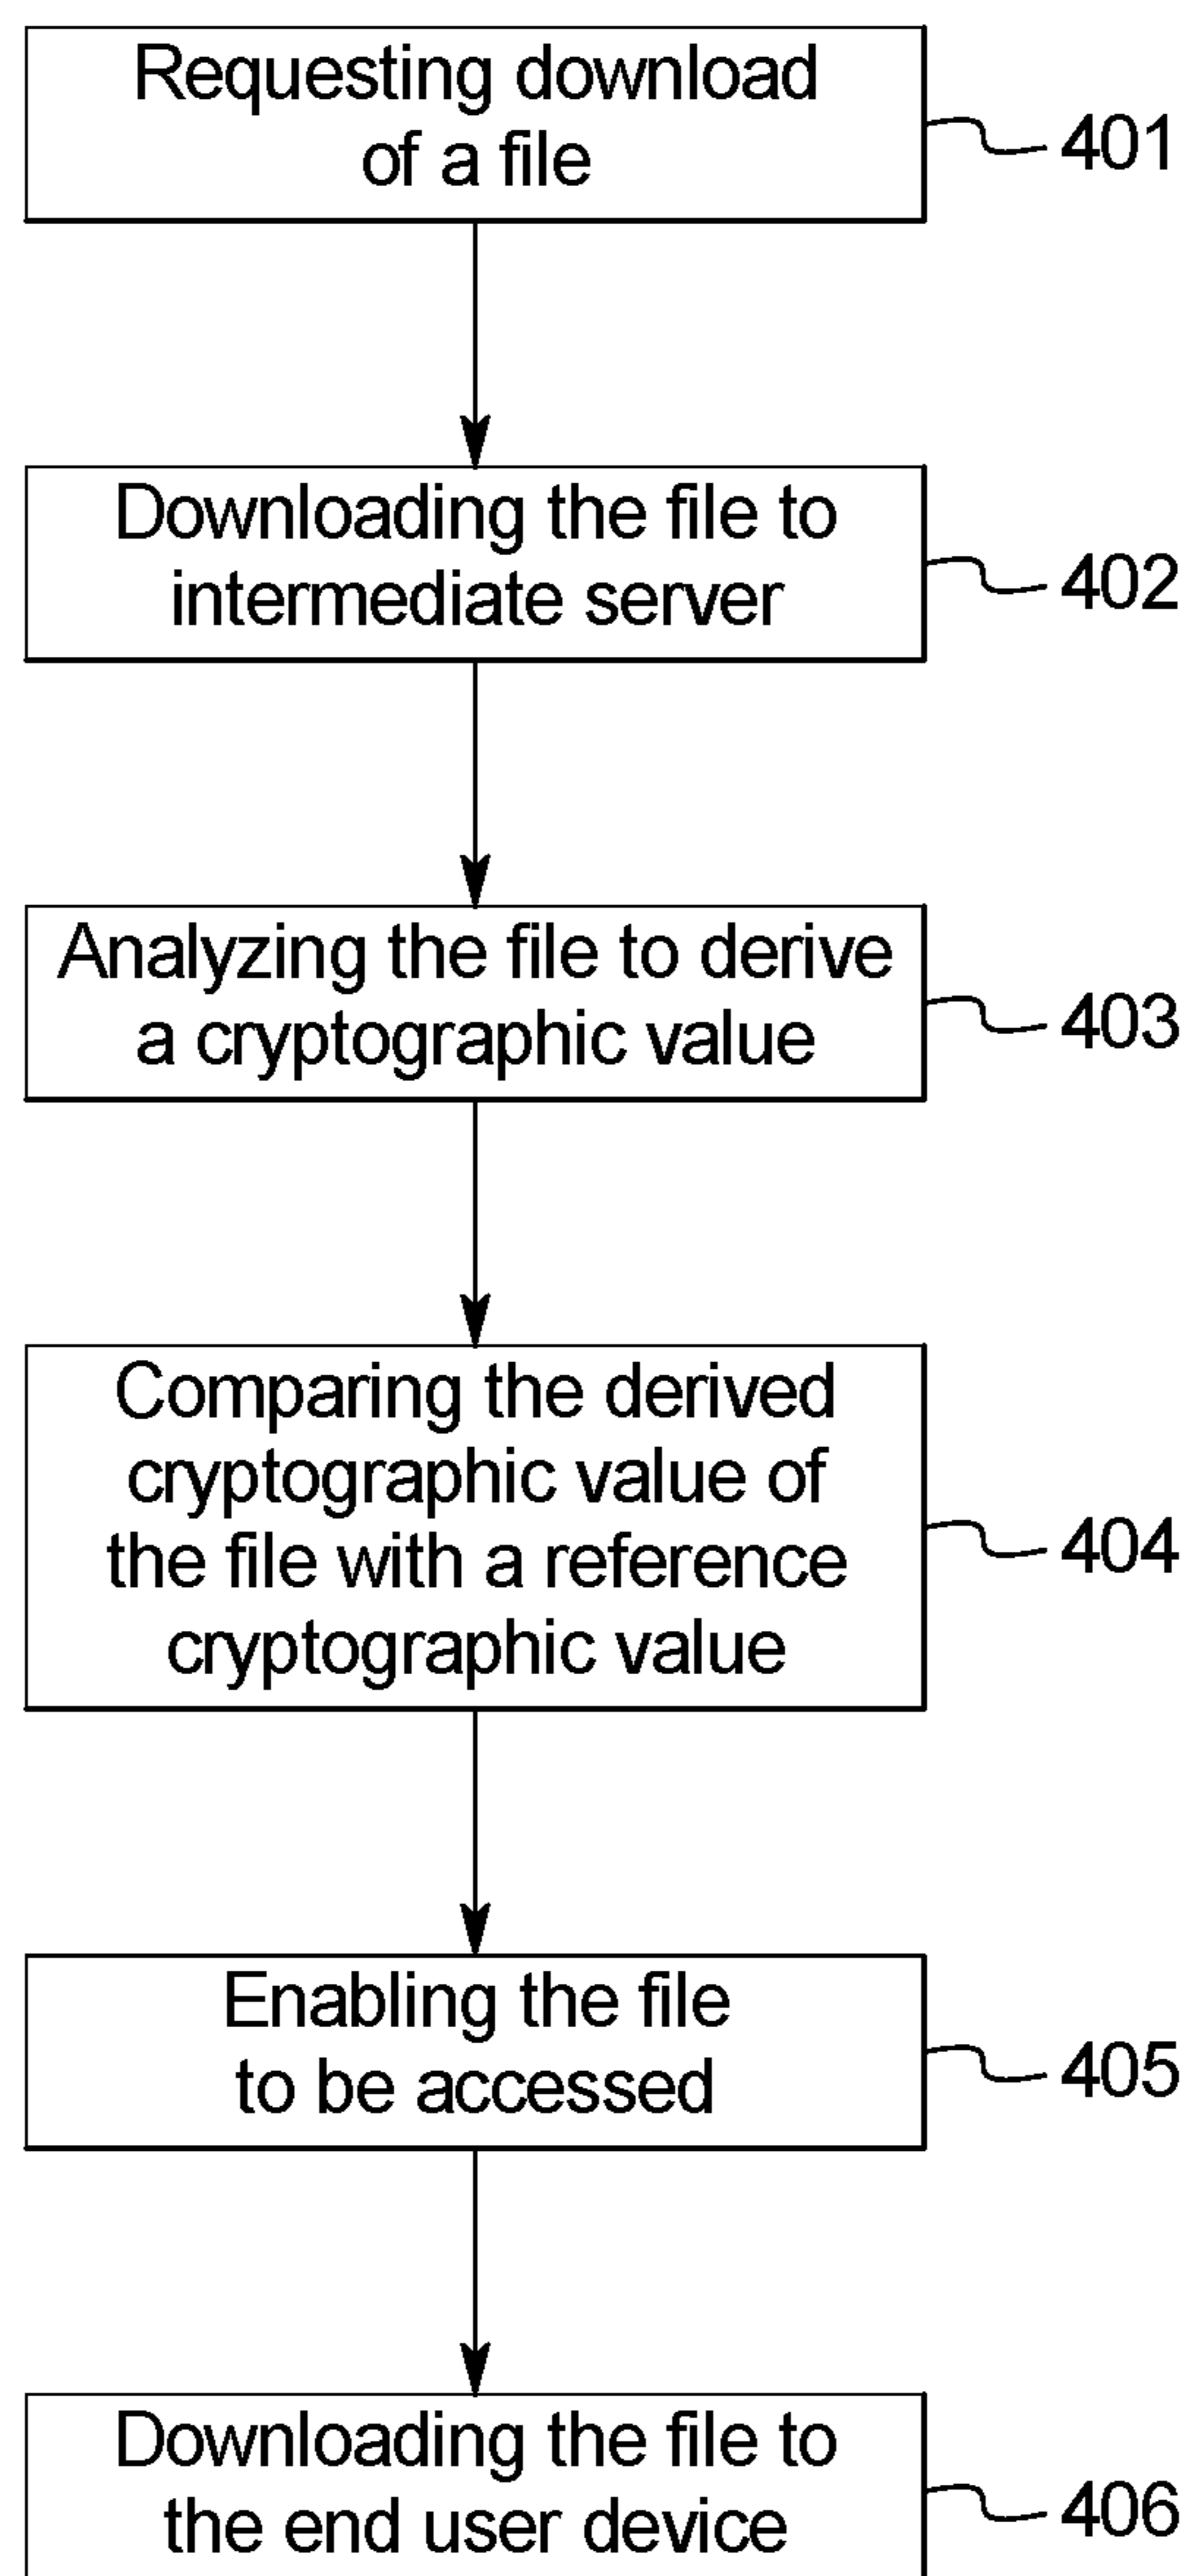 Requesting download
of a file
401
Downloading the file to
intermediate server
402
Analyzing the file to derive
a cryptographic value
403
Comparing the derived
cryptographic value of
the file with a reference
cryptographic value
404
Enabling the file
to be accessed
405
Downloading the file to
the end user device
406